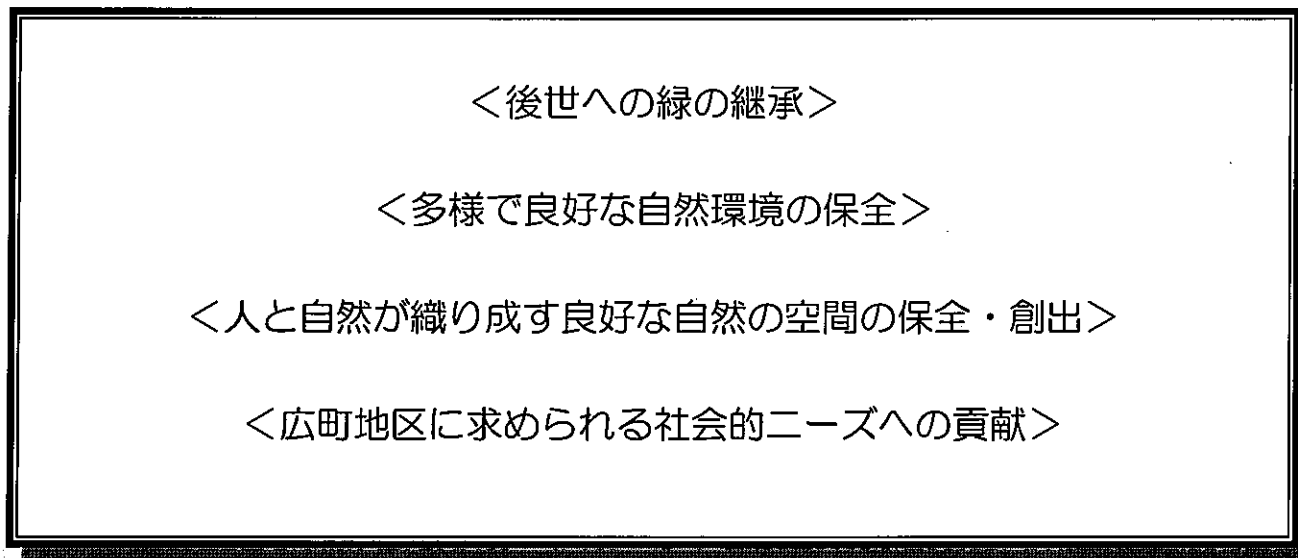 ＜後世への緑の継承＞
＜多様で良好な自然環境の保全＞
＜人と自然が織り成す良好な自然の空間の保全・創出＞
＜広町地区に求められる社会的ニーズへの貢献＞